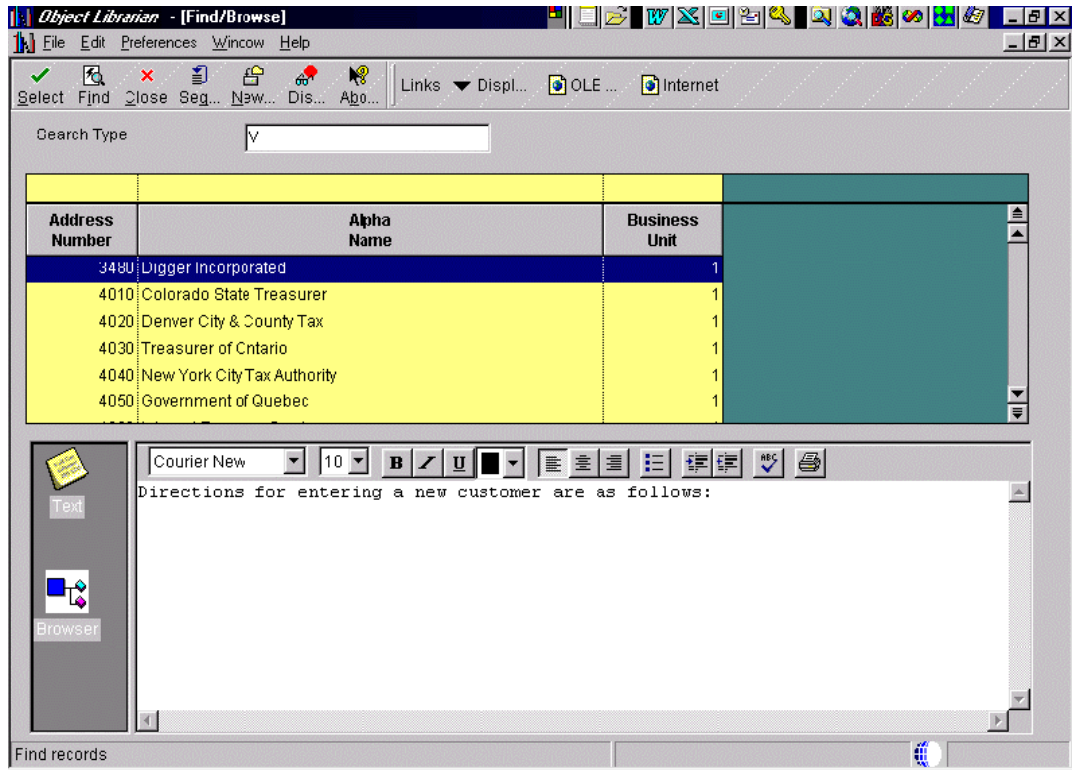 Object Librarian - [Find/Browse]
File Edit Preferences Wincow Help
Select Find Close Seg... New... Dis... Abo... Links Displ... OLE ... Internet
Search Type V
Address Number Alpha Name Business Unit
3480 Digger Incorporated 1
4010 Colorado State Treasurer 1
4020 Denver City & County Tax 1
4030 Treasurer of Ontario 1
4040 New York City Tax Authority 1
4050 Government of Quebec 1
Courier New 10 B I U ABC
Text
Directions for entering a new customer are as follows:
Browser
Find records